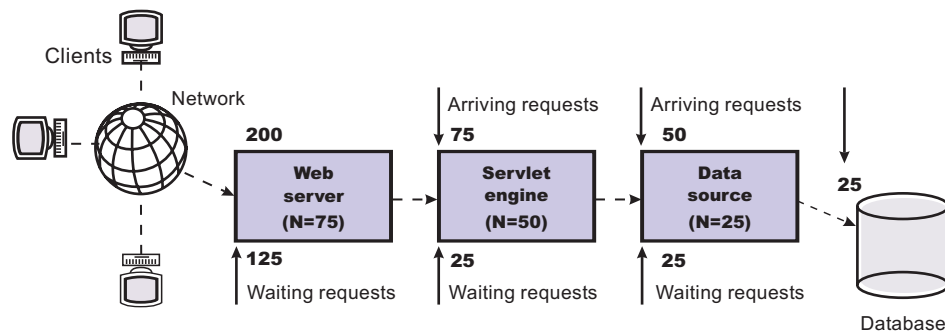 Clients
Network
200
Web
server
(N=75)
125
Waiting requests
Arriving requests
75
Servlet
engine
(N=50)
25
Waiting requests
Arriving requests
50
Data
source
(N=25)
25
Waiting requests
25
Database